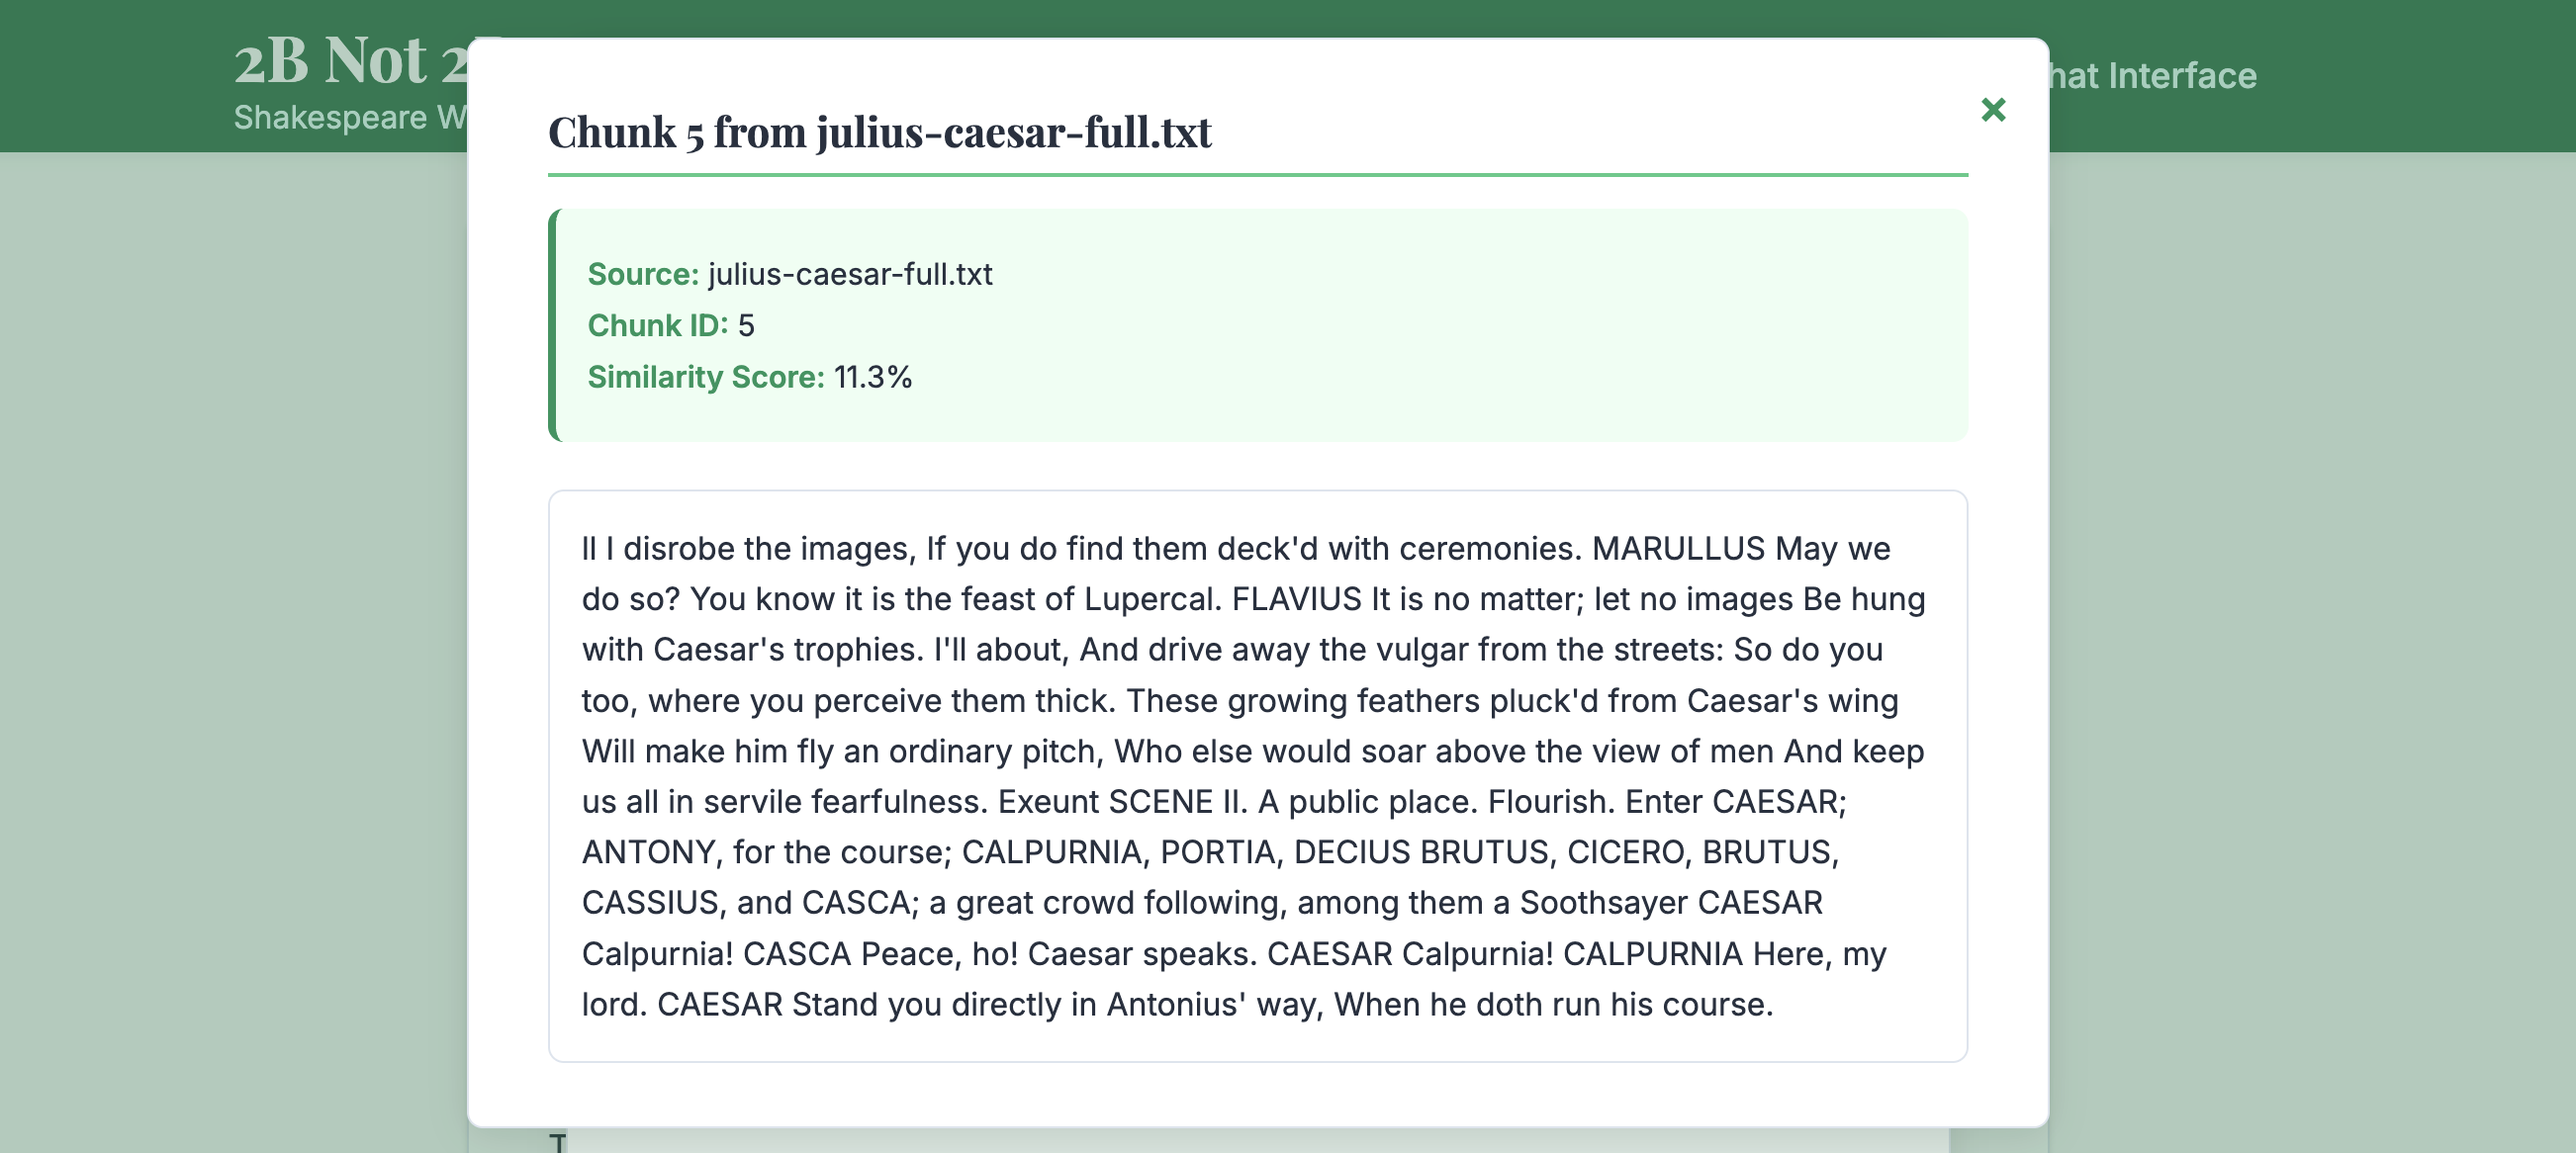 2B Not 2
Shakespeare W
hat Interface
Chunk 5 from julius-caesar-full.txt
×
Source: julius-caesar-full.txt
Chunk ID: 5
Similarity Score: 11.3%
ll I disrobe the images, If you do find them deck'd with ceremonies. MARULLUS May we
do so? You know it is the feast of Lupercal. FLAVIUS It is no matter; let no images Be hung
with Caesar's trophies. I'll about, And drive away the vulgar from the streets: So do you
too, where you perceive them thick. These growing feathers pluck'd from Caesar's wing
Will make him fly an ordinary pitch, Who else would soar above the view of men And keep
us all in servile fearfulness. Exeunt SCENE II. A public place. Flourish. Enter CAESAR;
ANTONY, for the course; CALPURNIA, PORTIA, DECIUS BRUTUS, CICERO, BRUTUS,
CASSIUS, and CASCA; a great crowd following, among them a Soothsayer CAESAR
Calpurnia! CASCA Peace, ho! Caesar speaks. CAESAR Calpurnia! CALPURNIA Here, my
lord. CAESAR Stand you directly in Antonius' way, When he doth run his course.